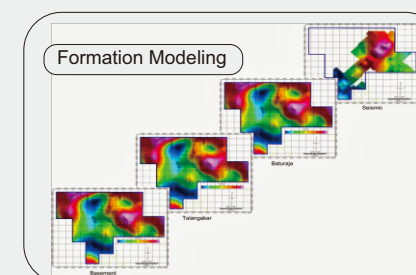 Formation Modeling
Seismic
Baturaja
Talangakar
Basement